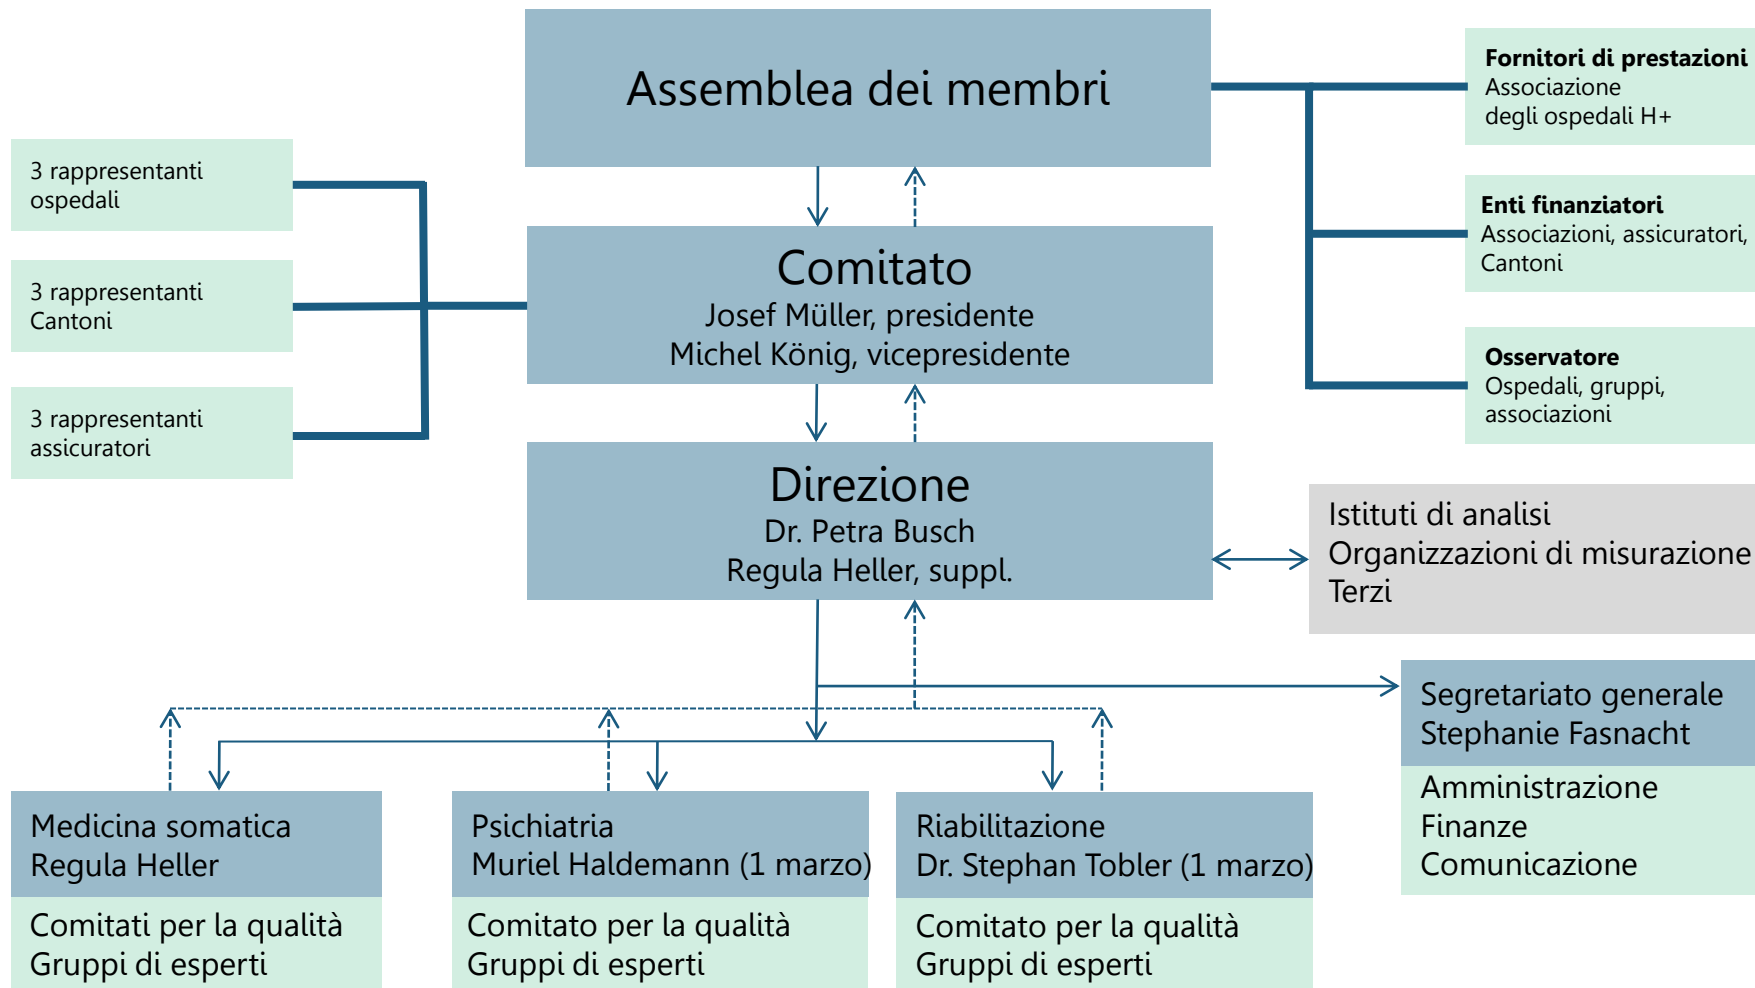 Assemblea dei membri
Fornitori di prestazioni
Associazione
degli ospedali H+
3 rappresentanti
ospedali
Enti finanziatori
Associazioni, assicuratori,
Cantoni
Comitato
Josef Müller, presidente
Michel König, vicepresidente
3 rappresentanti
Cantoni
Osservatore
Ospedali, gruppi,
associazioni
3 rappresentanti
assicuratori
Direzione
Dr. Petra Busch
Regula Heller, suppl.
Istituti di analisi
Organizzazioni di misurazione
Terzi
Segretariato generale
Stephanie Fasnacht
Amministrazione
Finanze
Comunicazione
Medicina somatica
Regula Heller
Comitati per la qualità
Gruppi di esperti
Psichiatria
Muriel Haldemann (1 marzo)
Comitato per la qualità
Gruppi di esperti
Riabilitazione
Dr. Stephan Tobler (1 marzo)
Comitato per la qualità
Gruppi di esperti